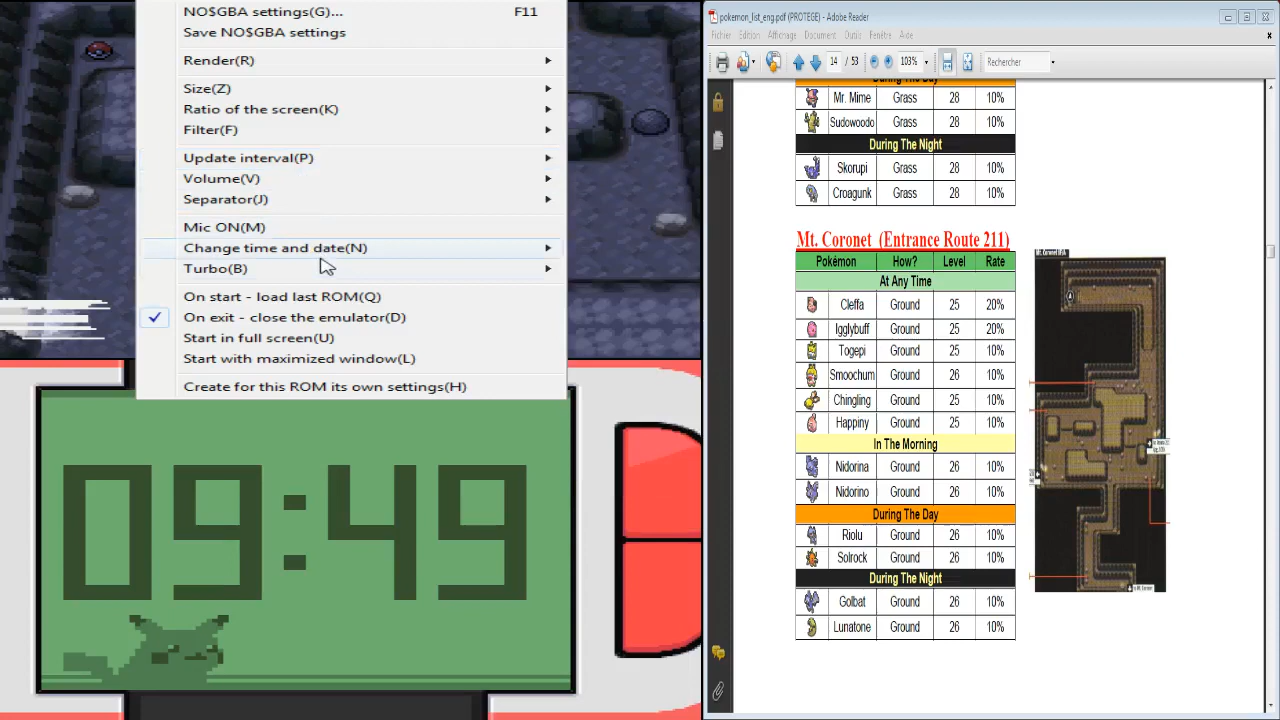 NO$GBA settings(G)... F11
Save NO$GBA settings
Render(R)
Size(Z)
Ratio of the screen(K)
Filter(F)
Update interval(P)
Volume(V)
Separator(J)
Mic ON(M)
Change time and date(N)
Turbo(B)
On start - load last ROM(Q)
On exit - close the emulator(D)
Start in full screen(U)
Start with maximized window(L)
Create for this ROM its own settings(H)
09:49
pokemon_list_eng.pdf (PROTEGE) - Adobe Reader
Fichier Edition Affichage Document Outils Fenêtre Aide
14 / 53 103% Rechercher
During The Day
Mr. Mime Grass 28 10%
Sudowoodo Grass 28 10%
During The Night
Skorupi Grass 28 10%
Croagunk Grass 28 10%
Mt. Coronet (Entrance Route 211)
Pokémon How? Level Rate
At Any Time
Cleffa Ground 25 20%
Igglybuff Ground 25 20%
Togepi Ground 25 10%
Smoochum Ground 26 10%
Chingling Ground 25 10%
Happiny Ground 26 10%
In The Morning
Nidorina Ground 26 10%
Nidorino Ground 26 10%
During The Day
Riolu Ground 26 10%
Solrock Ground 26 10%
During The Night
Golbat Ground 26 10%
Lunatone Ground 26 10%